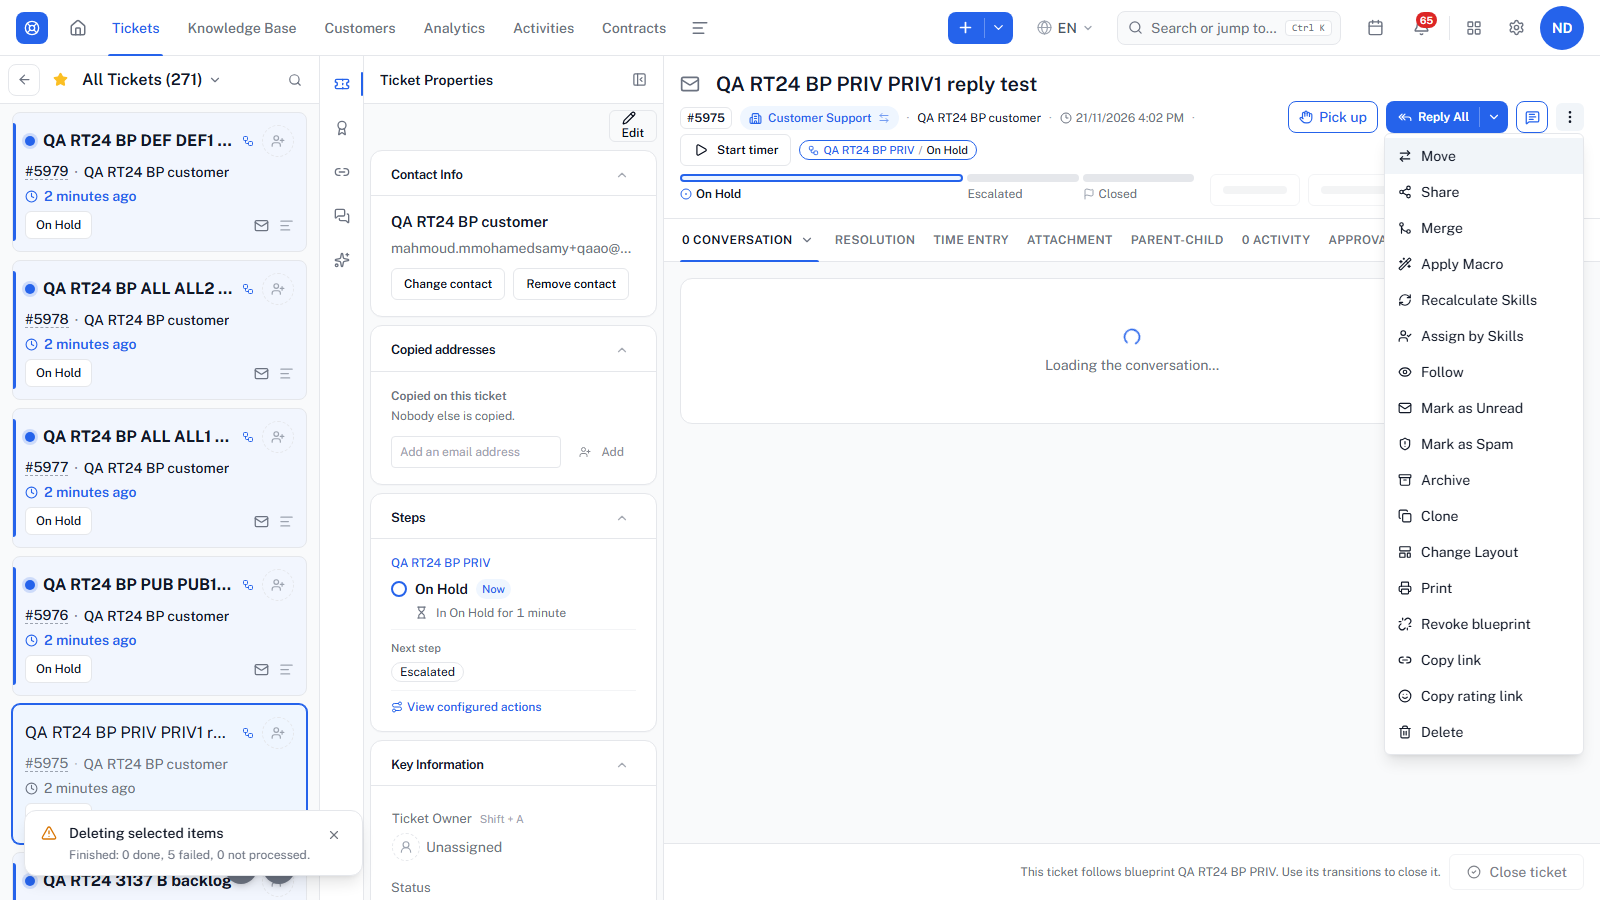 Tickets
Knowledge Base
Customers
Analytics
Activities
Contracts
EN
Search or jump to...
Ctrl K
65
ND
All Tickets (271)
QA RT24 BP DEF DEF1 ...
#5979 · QA RT24 BP customer
2 minutes ago
On Hold
QA RT24 BP ALL ALL2 ...
#5978 · QA RT24 BP customer
2 minutes ago
On Hold
QA RT24 BP ALL ALL1 ...
#5977 · QA RT24 BP customer
2 minutes ago
On Hold
QA RT24 BP PUB PUB1...
#5976 · QA RT24 BP customer
2 minutes ago
On Hold
QA RT24 BP PRIV PRIV1 r...
#5975 · QA RT24 BP customer
2 minutes ago
Deleting selected items
Finished: 0 done, 5 failed, 0 not processed.
QA RT24 3137 B backlog
Ticket Properties
Edit
Contact Info
QA RT24 BP customer
mahmoud.mmohamedsamy+qaao@...
Change contact
Remove contact
Copied addresses
Copied on this ticket
Nobody else is copied.
Add an email address
Add
Steps
QA RT24 BP PRIV
On Hold
Now
In On Hold for 1 minute
Next step
Escalated
View configured actions
Key Information
Ticket Owner Shift + A
Unassigned
Status
QA RT24 BP PRIV PRIV1 reply test
#5975
Customer Support
· QA RT24 BP customer · 21/11/2026 4:02 PM ·
Pick up
Reply All
Start timer
QA RT24 BP PRIV / On Hold
On Hold
Escalated
Closed
0 CONVERSATION
RESOLUTION
TIME ENTRY
ATTACHMENT
PARENT-CHILD
0 ACTIVITY
APPROVA
Loading the conversation...
Move
Share
Merge
Apply Macro
Recalculate Skills
Assign by Skills
Follow
Mark as Unread
Mark as Spam
Archive
Clone
Change Layout
Print
Revoke blueprint
Copy link
Copy rating link
Delete
This ticket follows blueprint QA RT24 BP PRIV. Use its transitions to close it.
Close ticket